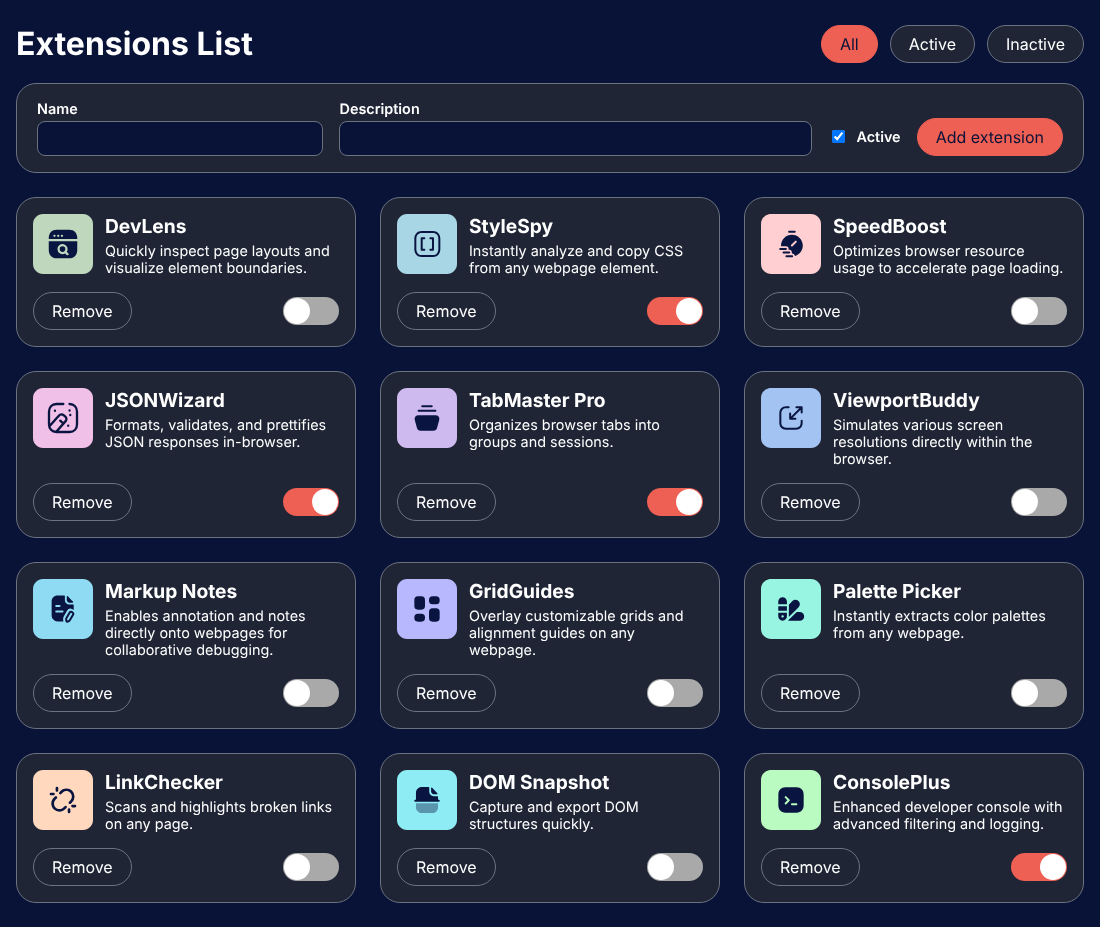 Extensions List
All
Active
Inactive
Name
Description
Active
Add extension
DevLens
Quickly inspect page layouts and
visualize element boundaries.
Remove
StyleSpy
Instantly analyze and copy CSS
from any webpage element.
Remove
SpeedBoost
Optimizes browser resource
usage to accelerate page loading.
Remove
JSONWizard
Formats, validates, and prettifies
JSON responses in-browser.
Remove
TabMaster Pro
Organizes browser tabs into
groups and sessions.
Remove
ViewportBuddy
Simulates various screen
resolutions directly within the
browser.
Remove
Markup Notes
Enables annotation and notes
directly onto webpages for
collaborative debugging.
Remove
GridGuides
Overlay customizable grids and
alignment guides on any
webpage.
Remove
Palette Picker
Instantly extracts color palettes
from any webpage.
Remove
LinkChecker
Scans and highlights broken links
on any page.
Remove
DOM Snapshot
Capture and export DOM
structures quickly.
Remove
ConsolePlus
Enhanced developer console with
advanced filtering and logging.
Remove